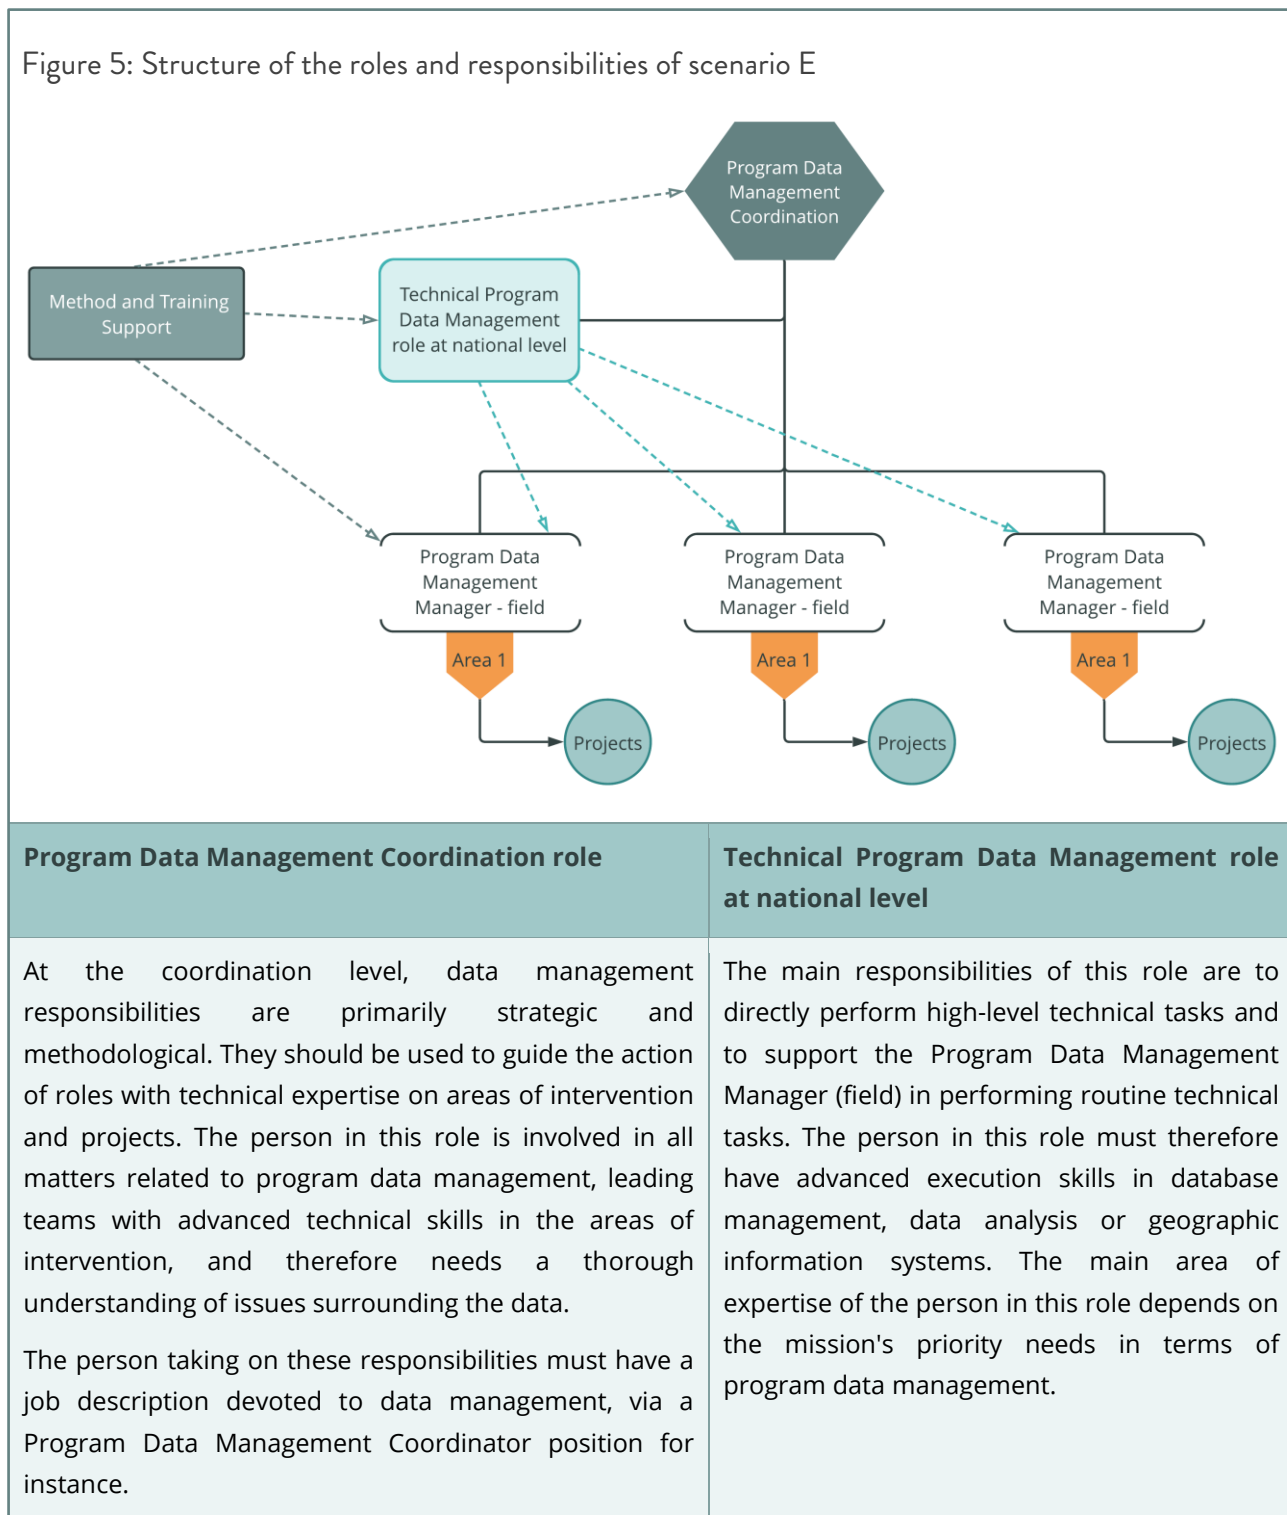 Figure 5: Structure of the roles and responsibilities of scenario E
Program Data
Management
Coordination
Method and Training
Support
Technical Program
Data Management
role at national level
Program Data
Management
Manager - field
Program Data
Management
Manager - field
Program Data
Management
Manager - field
Area 1
Area 1
Area 1
Projects
Projects
Projects
Program Data Management Coordination role
At the coordination level, data management
responsibilities are primarily strategic and
methodological. They should be used to guide the action
of roles with technical expertise on areas of intervention
and projects. The person in this role is involved in all
matters related to program data management, leading
teams with advanced technical skills in the areas of
intervention, and therefore needs a thorough
understanding of issues surrounding the data.
The person taking on these responsibilities must have a
job description devoted to data management, via a
Program Data Management Coordinator position for
instance.
Technical Program Data Management role
at national level
The main responsibilities of this role are to
directly perform high-level technical tasks and
to support the Program Data Management
Manager (field) in performing routine technical
tasks. The person in this role must therefore
have advanced execution skills in database
management, data analysis or geographic
information systems. The main area of
expertise of the person in this role depends on
the mission's priority needs in terms of
program data management.